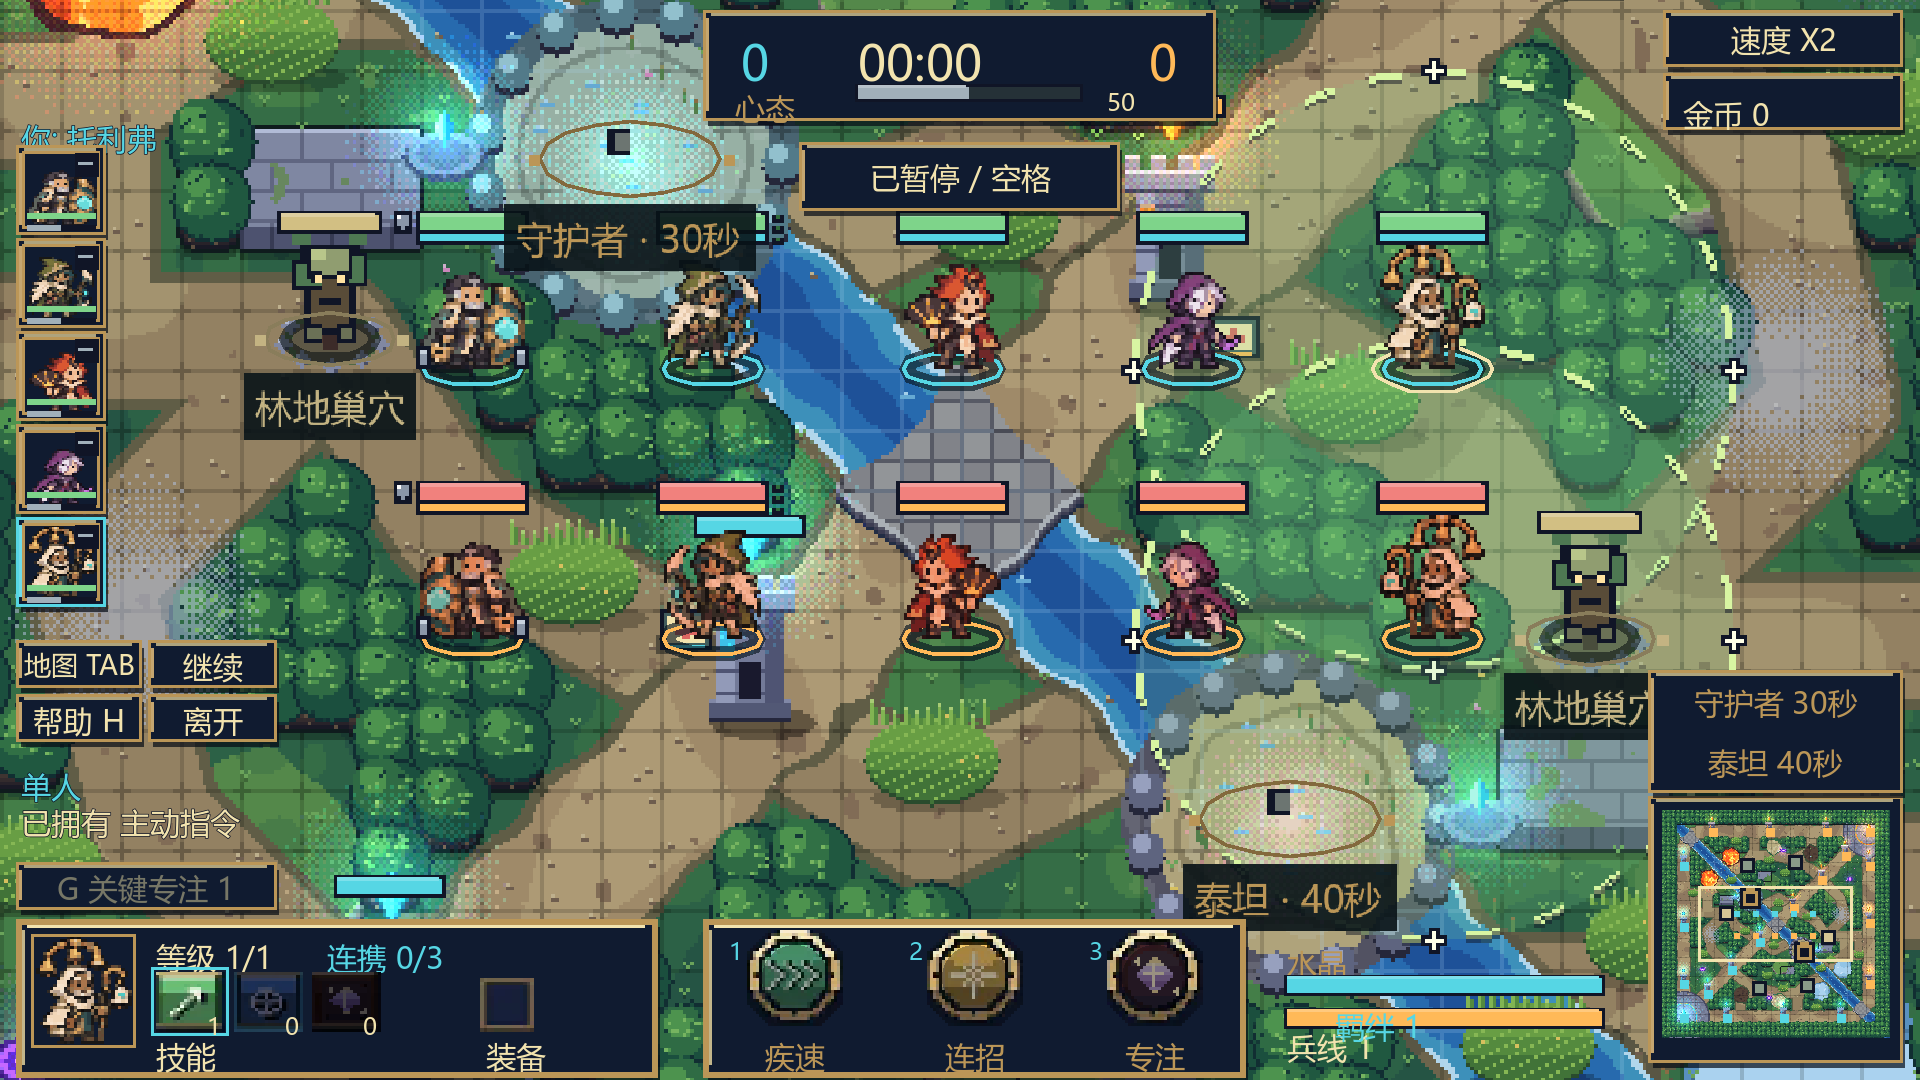 0 00:00 0
心态 50
速度 X2
金币 0
已暂停 / 空格
你: 托利弗
守护者 · 30秒
林地巢穴
林地巢穴
地图 TAB
继续
帮助 H
离开
守护者 30秒
泰坦 40秒
单人
已拥有 主动指令
G 关键专注 1
泰坦 · 40秒
水晶
羁绊 1
兵线 1
等级 1/1
连携 0/3
1
0
0
技能
装备
1
2
3
疾速
连招
专注